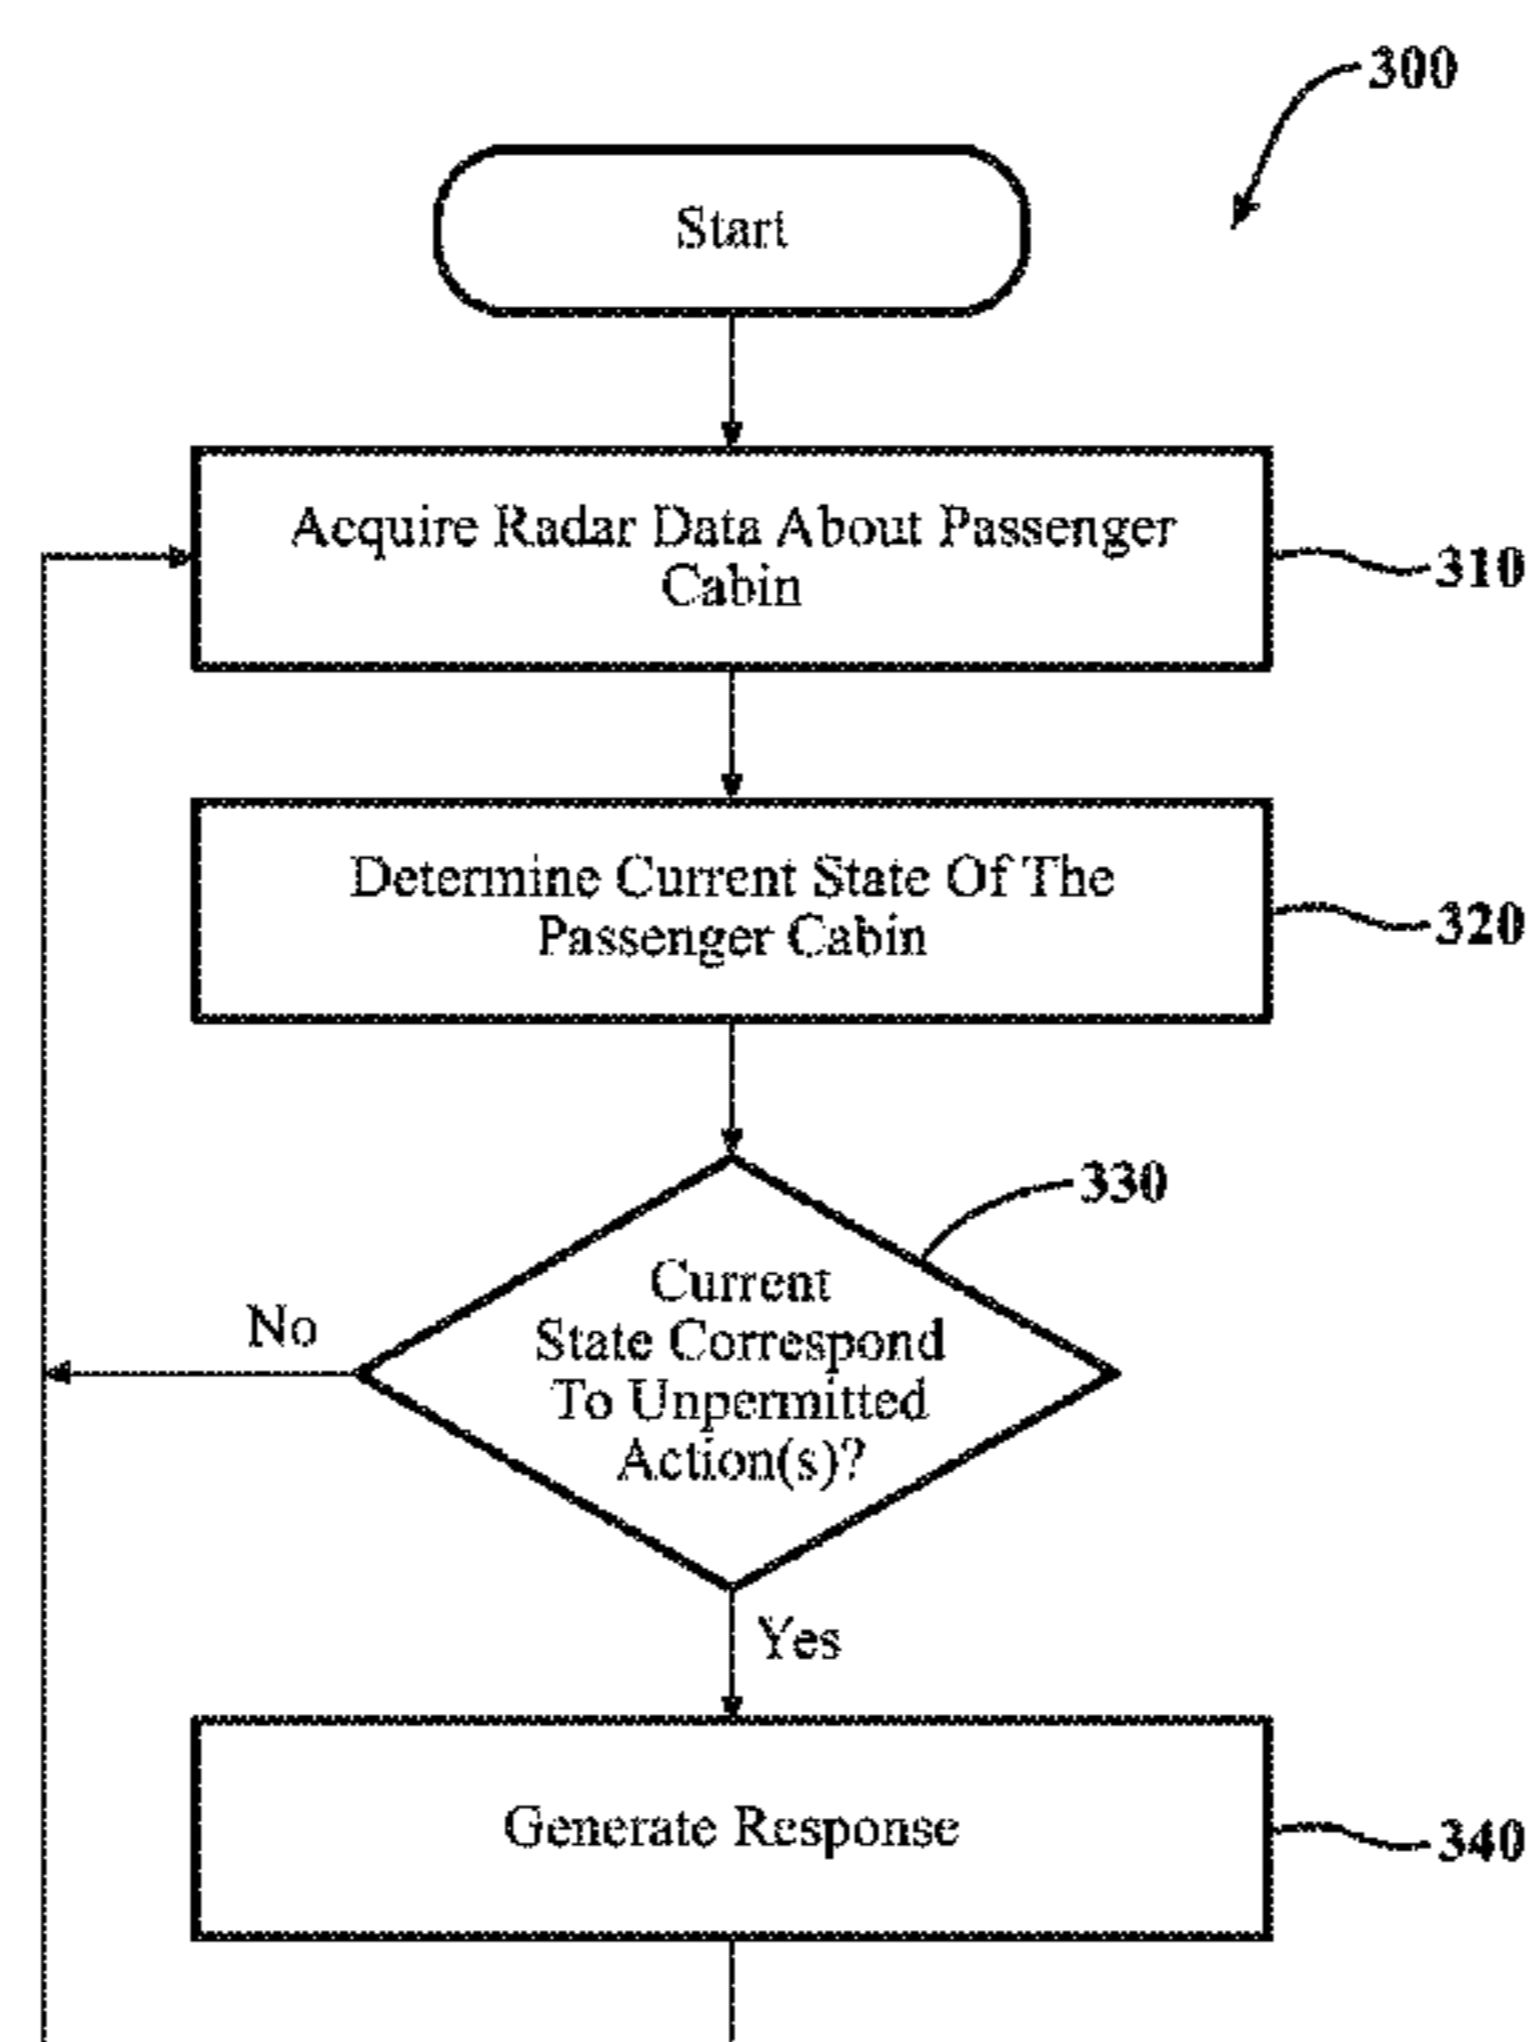 300
Start
Acquire Radar Data About Passenger
Cabin
310
Determine Current State Of The
Passenger Cabin
320
330
Current
State Correspond
To Unpermitted
Action(s)?
No
Yes
Generate Response
340